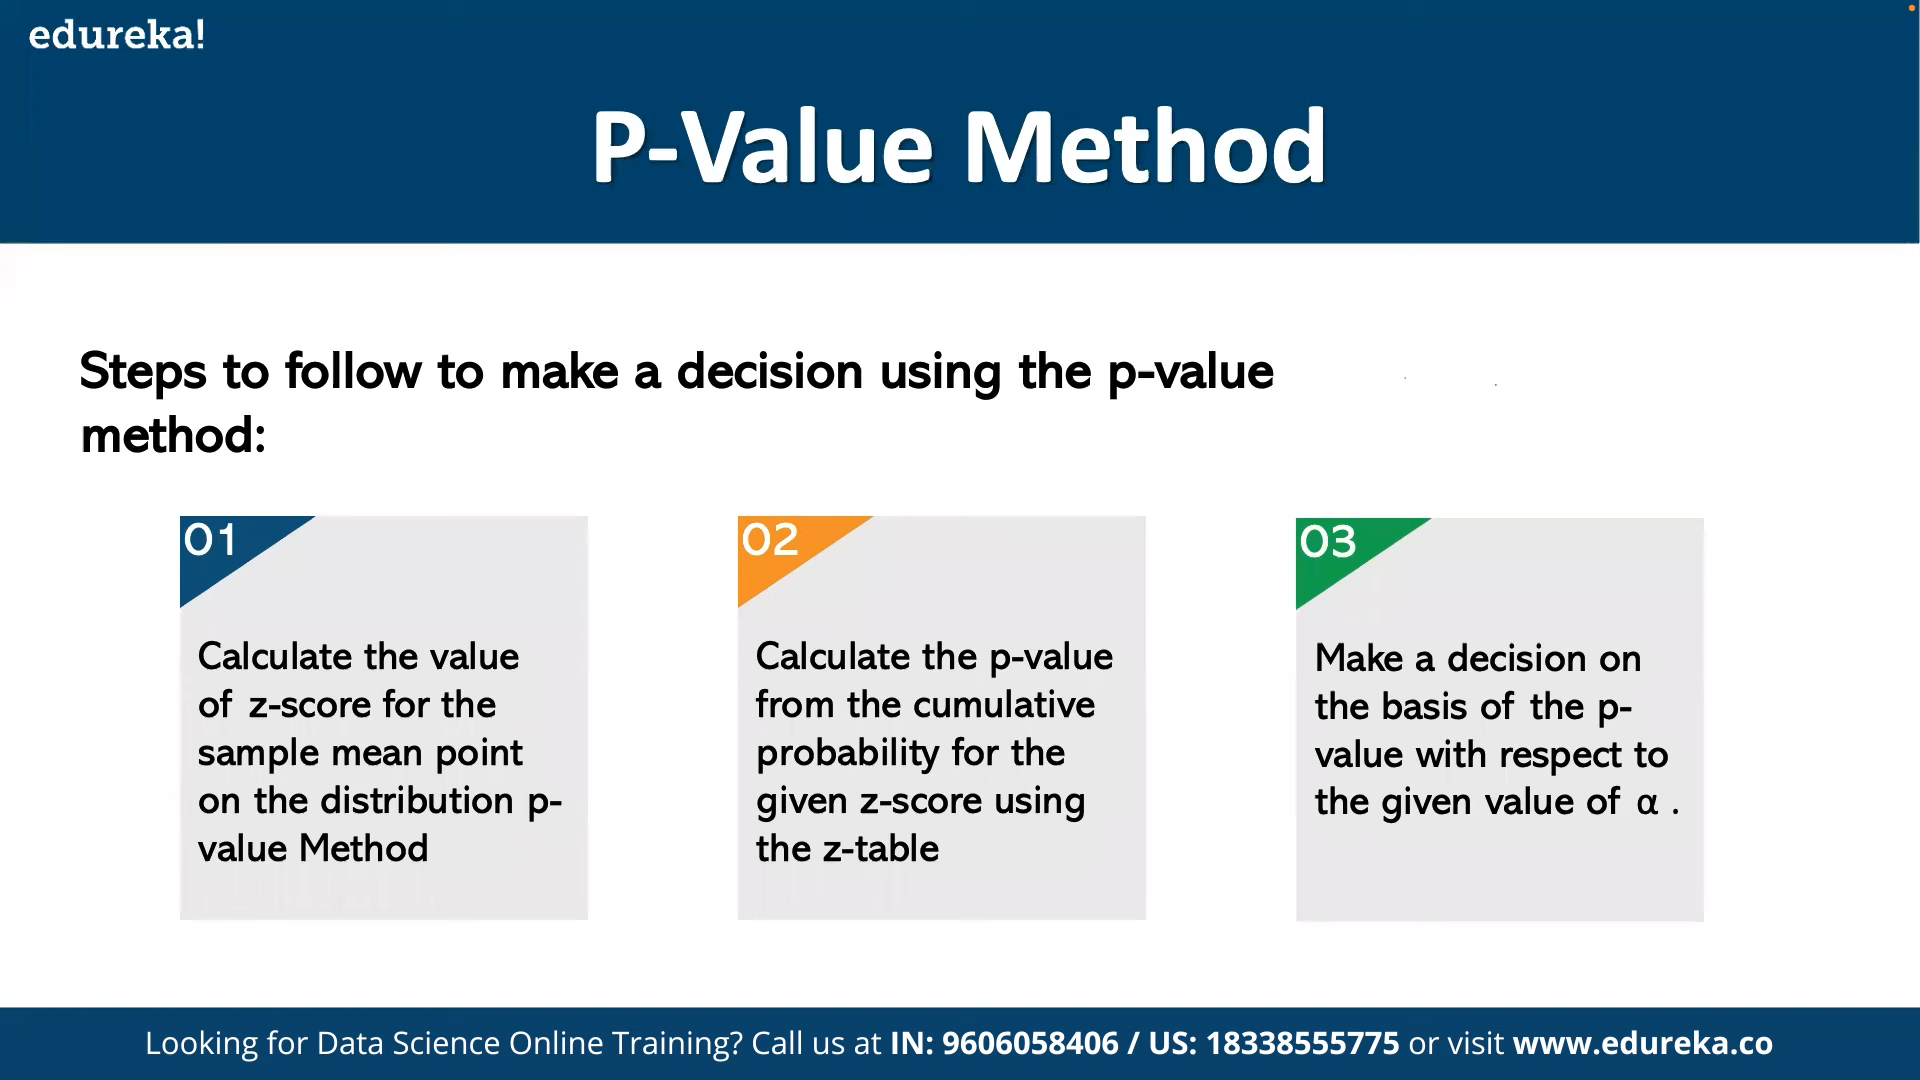 edureka!
P-Value Method
Steps to follow to make a decision using the p-value
method:
01
Calculate the value
of z-score for the
sample mean point
on the distribution p-
value Method
02
Calculate the p-value
from the cumulative
probability for the
given z-score using
the z-table
03
Make a decision on
the basis of the p-
value with respect to
the given value of α .
Looking for Data Science Online Training? Call us at IN: 9606058406 / US: 18338555775 or visit www.edureka.co